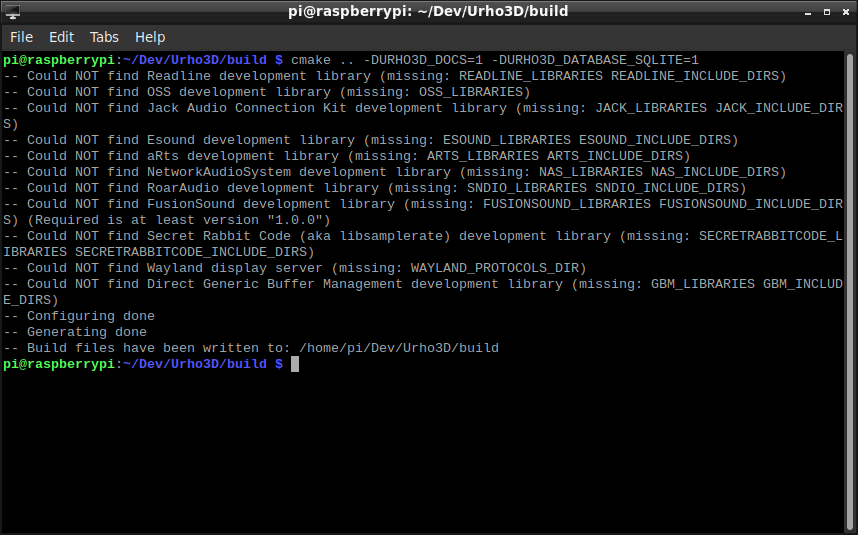 pi@raspberrypi: ~/Dev/Urho3D/build
File Edit Tabs Help
pi@raspberrypi:~/Dev/Urho3D/build $ cmake .. -DURHO3D_DOCS=1 -DURHO3D_DATABASE_SQLITE=1
-- Could NOT find Readline development library (missing: READLINE_LIBRARIES READLINE_INCLUDE_DIRS)
-- Could NOT find OSS development library (missing: OSS_LIBRARIES)
-- Could NOT find Jack Audio Connection Kit development library (missing: JACK_LIBRARIES JACK_INCLUDE_DIR
S)
-- Could NOT find Esound development library (missing: ESOUND_LIBRARIES ESOUND_INCLUDE_DIRS)
-- Could NOT find aRts development library (missing: ARTS_LIBRARIES ARTS_INCLUDE_DIRS)
-- Could NOT find NetworkAudioSystem development library (missing: NAS_LIBRARIES NAS_INCLUDE_DIRS)
-- Could NOT find RoarAudio development library (missing: SNDIO_LIBRARIES SNDIO_INCLUDE_DIRS)
-- Could NOT find FusionSound development library (missing: FUSIONSOUND_LIBRARIES FUSIONSOUND_INCLUDE_DIR
S) (Required is at least version "1.0.0")
-- Could NOT find Secret Rabbit Code (aka libsamplerate) development library (missing: SECRETRABBITCODE_L
IBRARIES SECRETRABBITCODE_INCLUDE_DIRS)
-- Could NOT find Wayland display server (missing: WAYLAND_PROTOCOLS_DIR)
-- Could NOT find Direct Generic Buffer Management development library (missing: GBM_LIBRARIES GBM_INCLUD
E_DIRS)
-- Configuring done
-- Generating done
-- Build files have been written to: /home/pi/Dev/Urho3D/build
pi@raspberrypi:~/Dev/Urho3D/build $